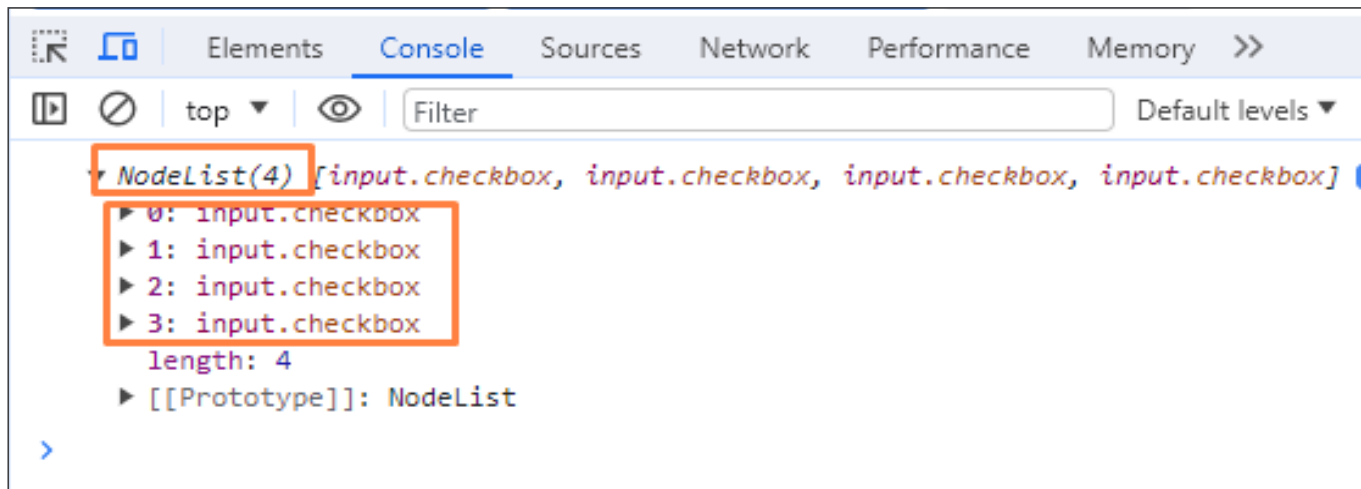 Elements Console Sources Network Performance Memory
top Filter Default levels
NodeList(4) [input.checkbox, input.checkbox, input.checkbox, input.checkbox]
0: input.checkbox
1: input.checkbox
2: input.checkbox
3: input.checkbox
length: 4
[[Prototype]]: NodeList